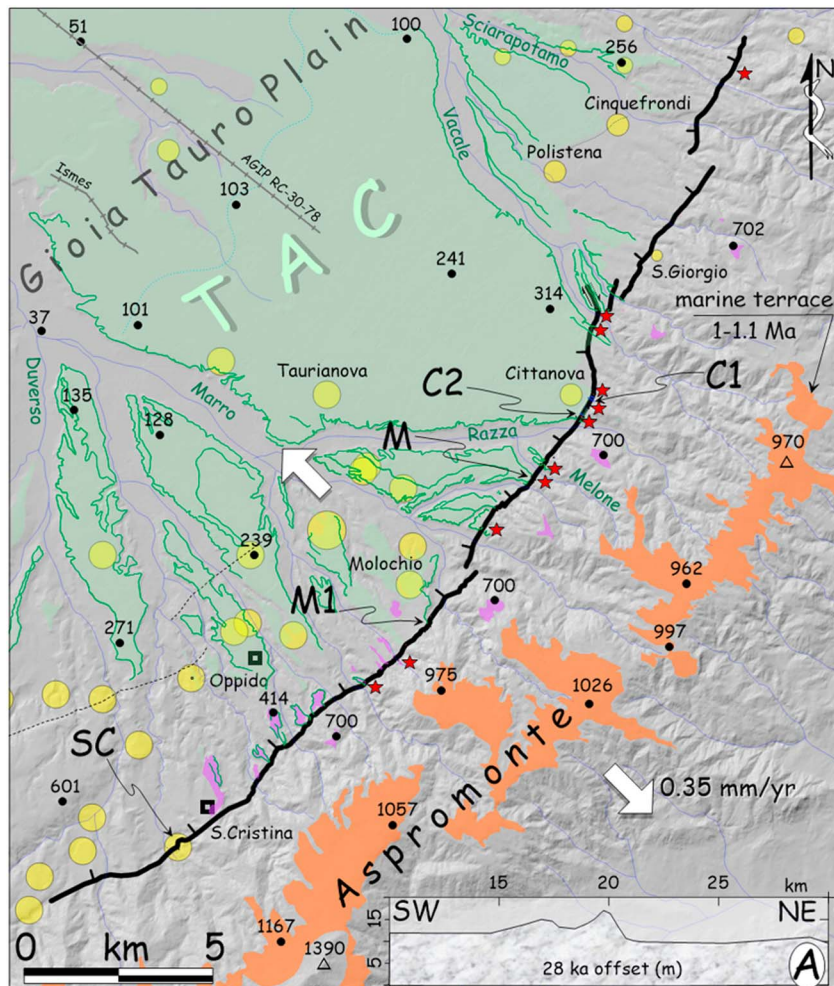 51
100
Sciarapotamo
256
N
Cinquefrondi
Vacale
Polistena
Gioia Tauro Plain
Ismes
AGIP RC-30-78
103
TAC
702
S.Giorgio
241
marine terrace
1-1.1 Ma
314
101
37
Taurianova
Cittanova
C2
C1
Duverso
135
Marro
128
Razza
M
700
970
Melone
239
Molochio
962
700
M1
271
997
Oppido
975
1026
414
700
SC
Aspromonte
0.35 mm/yr
601
S.Cristina
1057
15 20 25 km
SW
NE
15
5
1167
1390
0 km 5
28 ka offset (m)
A